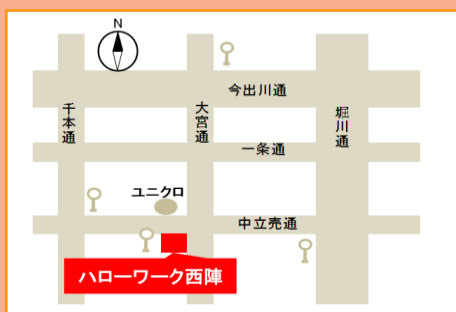 N
今出川通
千本通
大宮通
堀川通
一条通
ユニクロ
中立売通
ハローワーク西陣